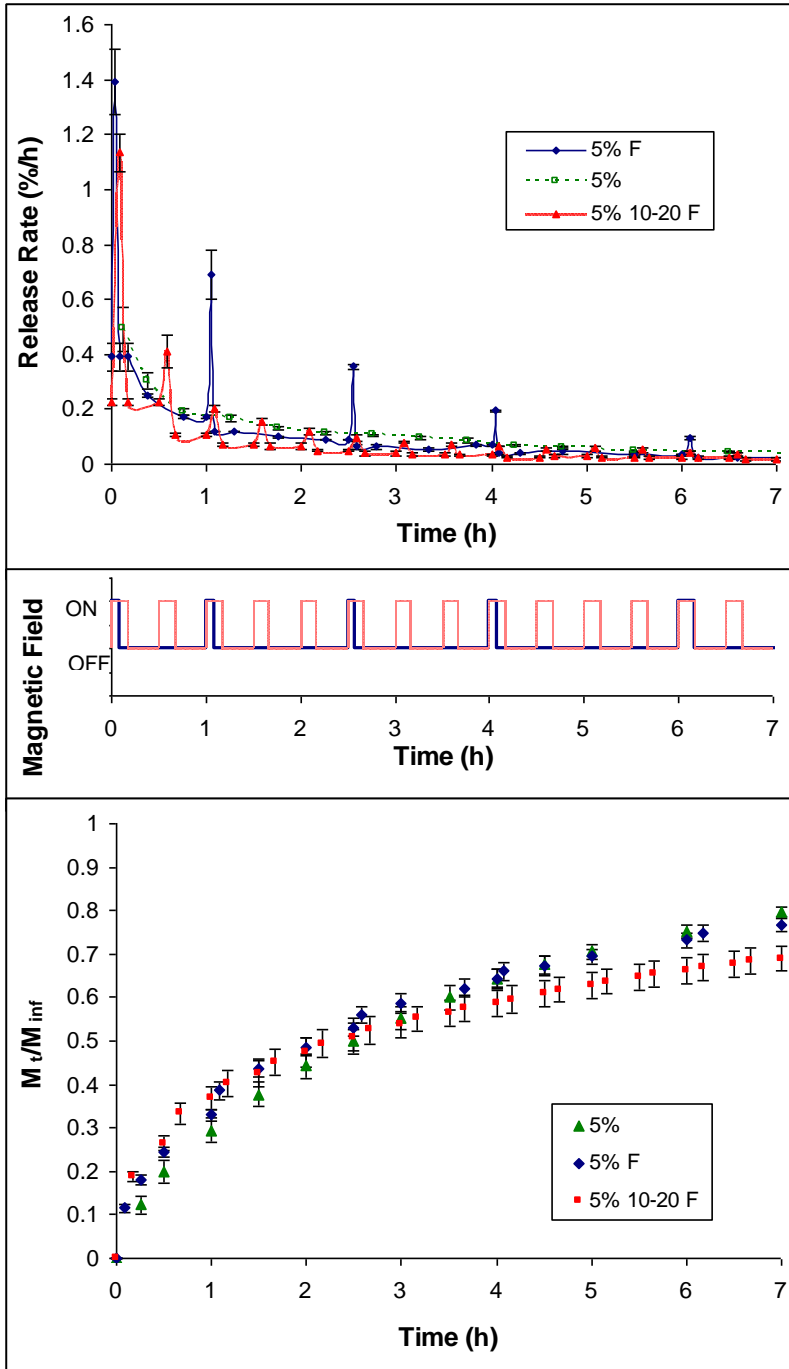 Release Rate (%/h)
1.6
1.4
1.2
1
0.8
0.6
0.4
0.2
0
5% F
5%
5% 10-20 F
0 1 2 3 4 5 6 7
Time (h)
Magnetic Field
ON
OFF
0 1 2 3 4 5 6 7
Time (h)
M t/M inf
1
0.9
0.8
0.7
0.6
0.5
0.4
0.3
0.2
0.1
0
5%
5% F
5% 10-20 F
0 1 2 3 4 5 6 7
Time (h)